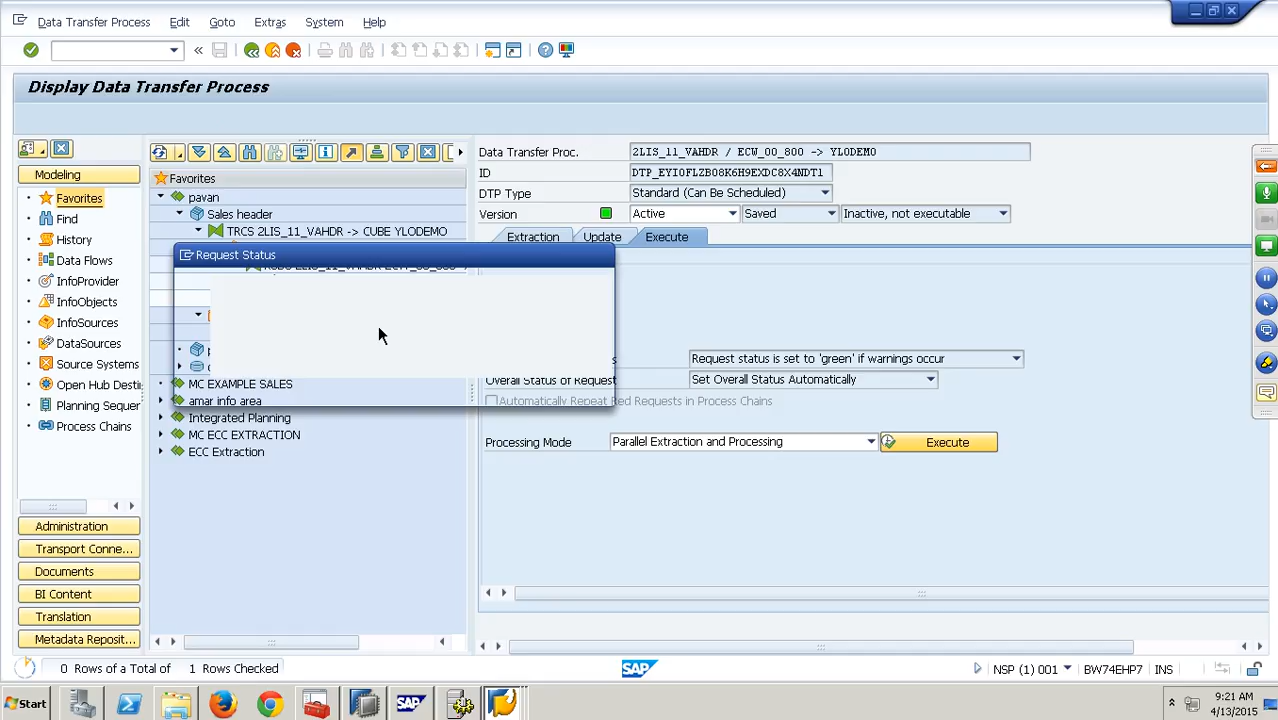 Data Transfer Process Edit Goto Extras System Help
Display Data Transfer Process
Modeling
Favorites
Find
History
Data Flows
InfoProvider
InfoObjects
InfoSources
DataSources
Source Systems
Open Hub Desti
Planning Sequer
Process Chains
Administration
Transport Conne...
Documents
BI Content
Translation
Metadata Reposit...
Favorites
pavan
Sales header
TRCS 2LIS_11_VAHDR -> CUBE YLODEMO
Request Status
MC EXAMPLE SALES
amar info area
Integrated Planning
MC ECC EXTRACTION
ECC Extraction
Data Transfer Proc. 2LIS_11_VAHDR / ECW_00_800 -> YLODEMO
ID DTP_EYIOFLZB08K6H9EXDC8X4NDT1
DTP Type Standard (Can Be Scheduled)
Version Active Saved Inactive, not executable
Extraction Update Execute
Request status is set to 'green' if warnings occur
Overall Status of Request Set Overall Status Automatically
Automatically Repeat Red Requests in Process Chains
Processing Mode Parallel Extraction and Processing Execute
0 Rows of a Total of 1 Rows Checked
SAP
NSP (1) 001 BW74EHP7 INS
Start
SAP
9:21 AM
4/13/2015